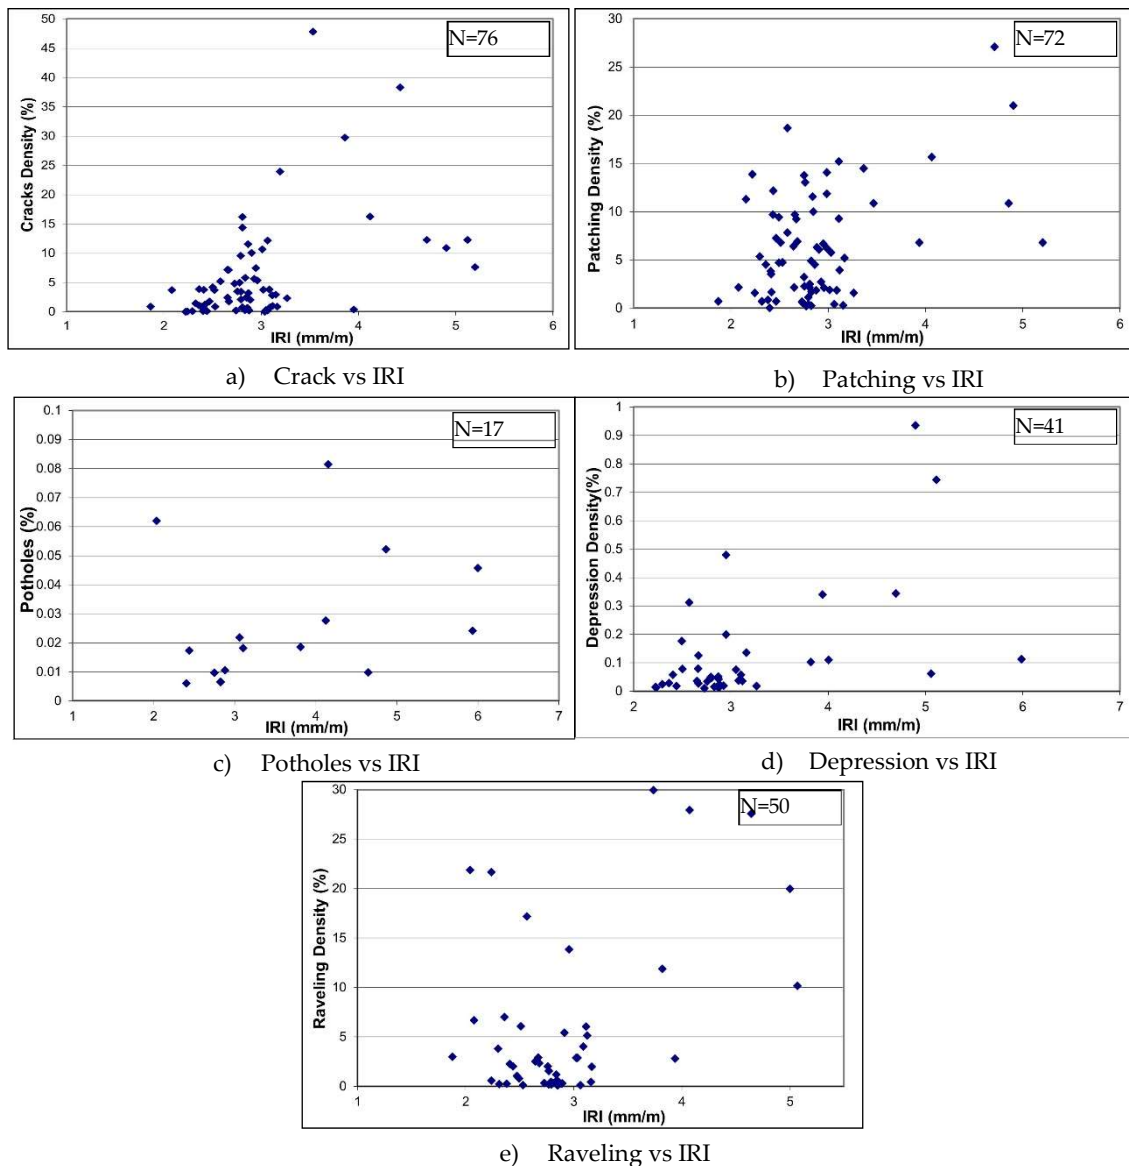 50
45
40
35
30
25
20
15
10
5
0
Cracks Density (%)
N=76
1 2 3 4 5 6
IRI (mm/m)
a) Crack vs IRI
30
25
20
15
10
5
0
Patching Density (%)
N=72
1 2 3 4 5 6
IRI (mm/m)
b) Patching vs IRI
0.1
0.09
0.08
0.07
0.06
0.05
0.04
0.03
0.02
0.01
0
Potholes (%)
N=17
1 2 3 4 5 6 7
IRI (mm/m)
c) Potholes vs IRI
1
0.9
0.8
0.7
0.6
0.5
0.4
0.3
0.2
0.1
0
Depression Density(%)
N=41
2 3 4 5 6 7
IRI (mm/m)
d) Depression vs IRI
30
25
20
15
10
5
0
Raveling Density (%)
N=50
1 2 3 4 5
IRI (mm/m)
e) Raveling vs IRI